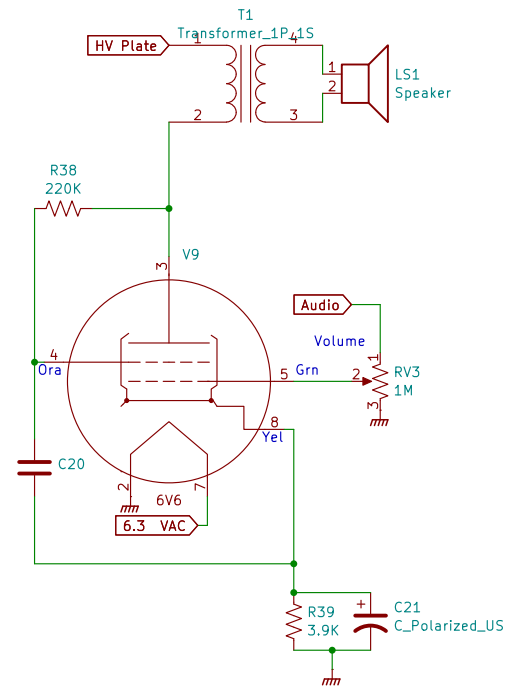 T1
Transformer_1P_1S
HV Plate
1
4
1
2
LS1
Speaker
2
3
R38
220K
V9
3
Audio
Volume
1
4
Ora
5
Grn
2
RV3
1M
3
8
Yel
C20
2
7
6V6
6.3 VAC
R39
3.9K
+
C21
C_Polarized_US